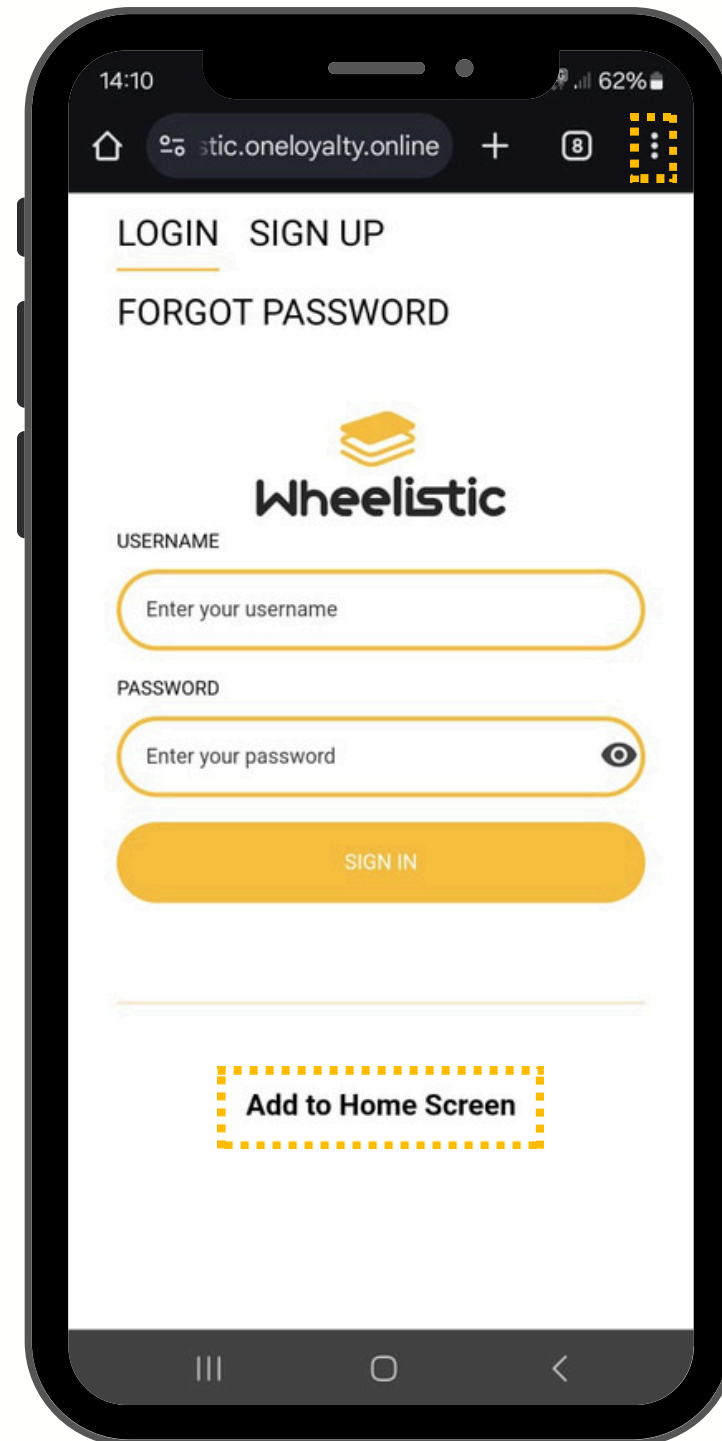 14:10 62%
stic.oneloyalty.online 8
LOGIN SIGN UP
FORGOT PASSWORD
Wheelistic
USERNAME
Enter your username
PASSWORD
Enter your password
SIGN IN
Add to Home Screen